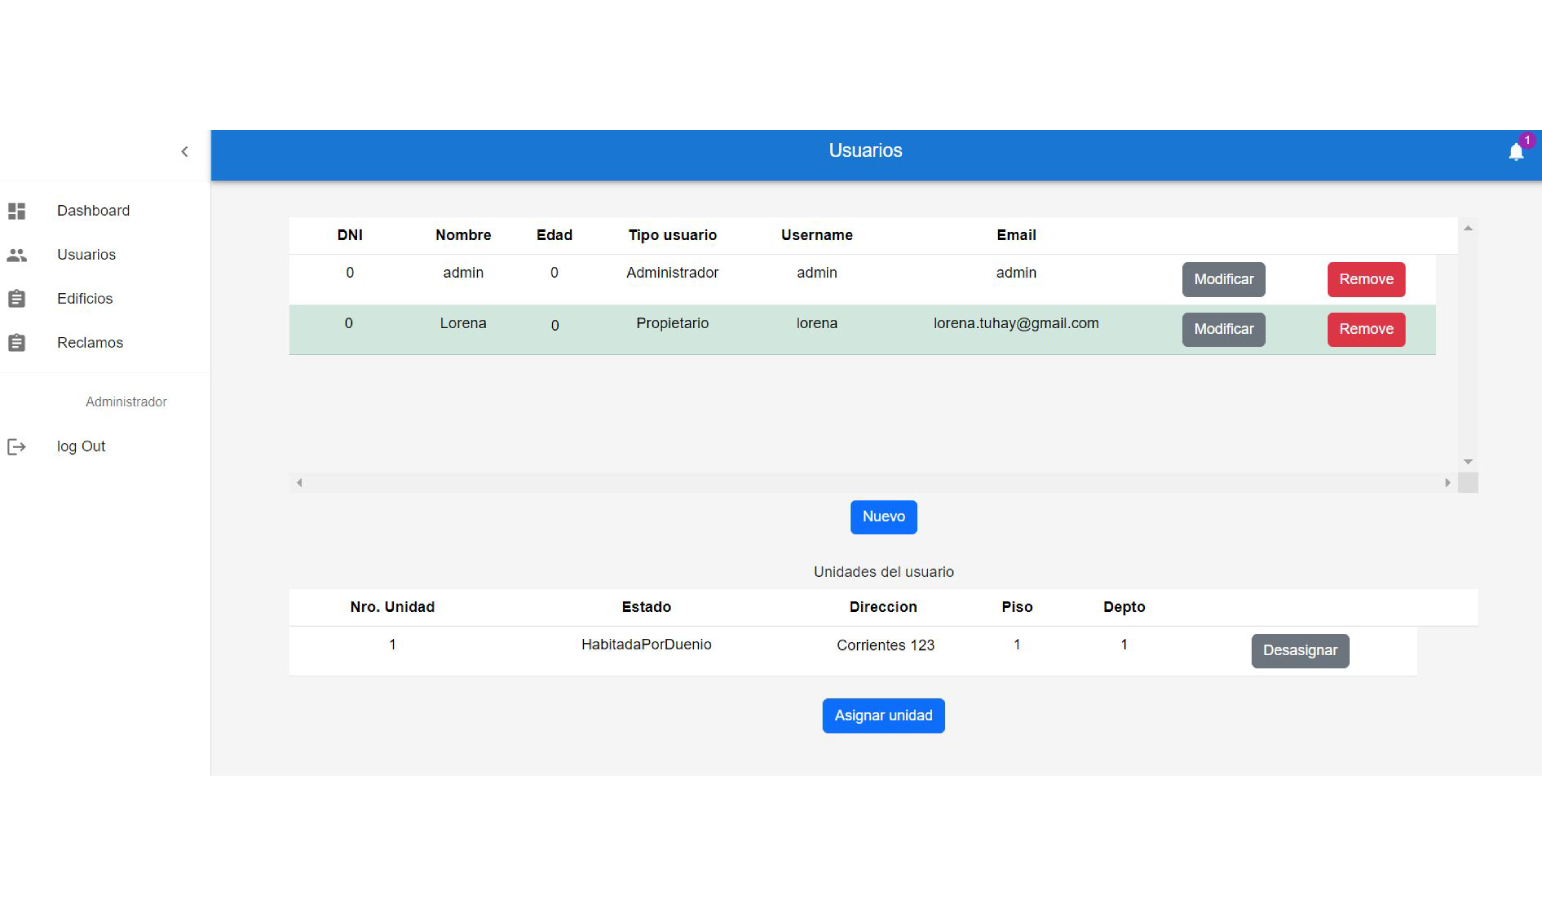 Usuarios
1
Dashboard
Usuarios
Edificios
Reclamos
Administrador
log Out
DNI Nombre Edad Tipo usuario Username Email
0 admin 0 Administrador admin admin Modificar Remove
0 Lorena 0 Propietario lorena lorena.tuhay@gmail.com Modificar Remove
Nuevo
Unidades del usuario
Nro. Unidad Estado Direccion Piso Depto
1 HabitadaPorDuenio Corrientes 123 1 1 Desasignar
Asignar unidad